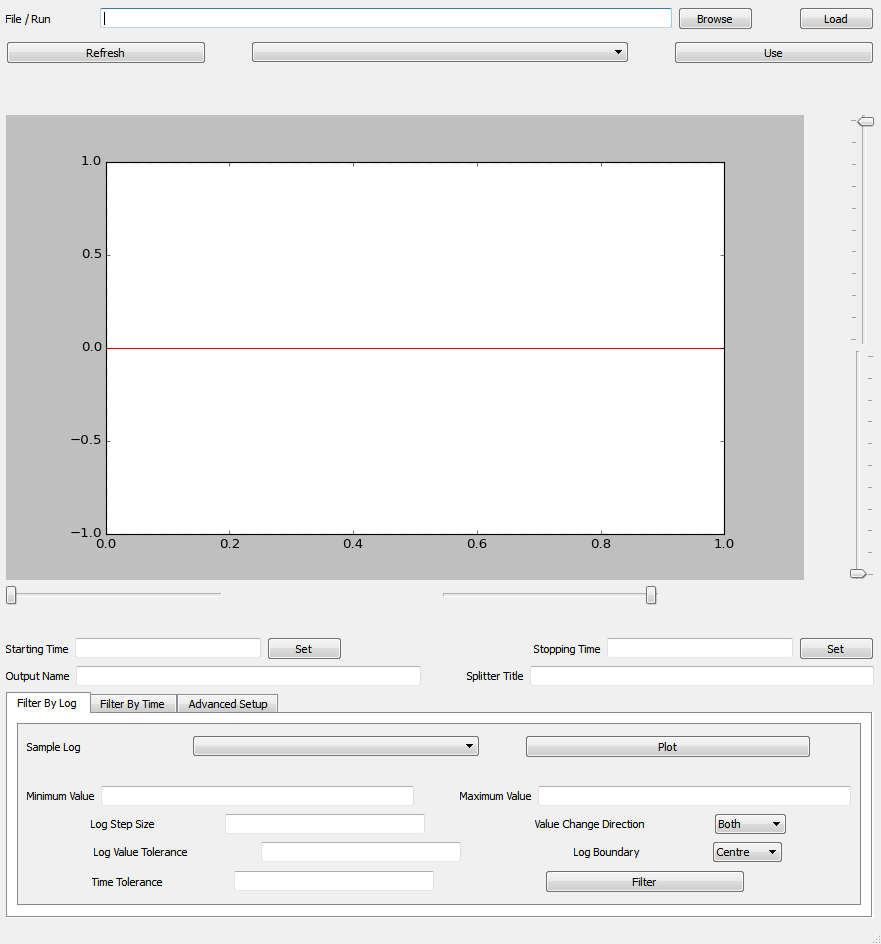 File / Run Browse Load
Refresh Use
1.0
0.5
0.0
−0.5
−1.0
0.0 0.2 0.4 0.6 0.8 1.0
Starting Time Set Stopping Time Set
Output Name Splitter Title
Filter By Log Filter By Time Advanced Setup
Sample Log Plot
Minimum Value Maximum Value
Log Step Size Value Change Direction Both
Log Value Tolerance Log Boundary Centre
Time Tolerance Filter